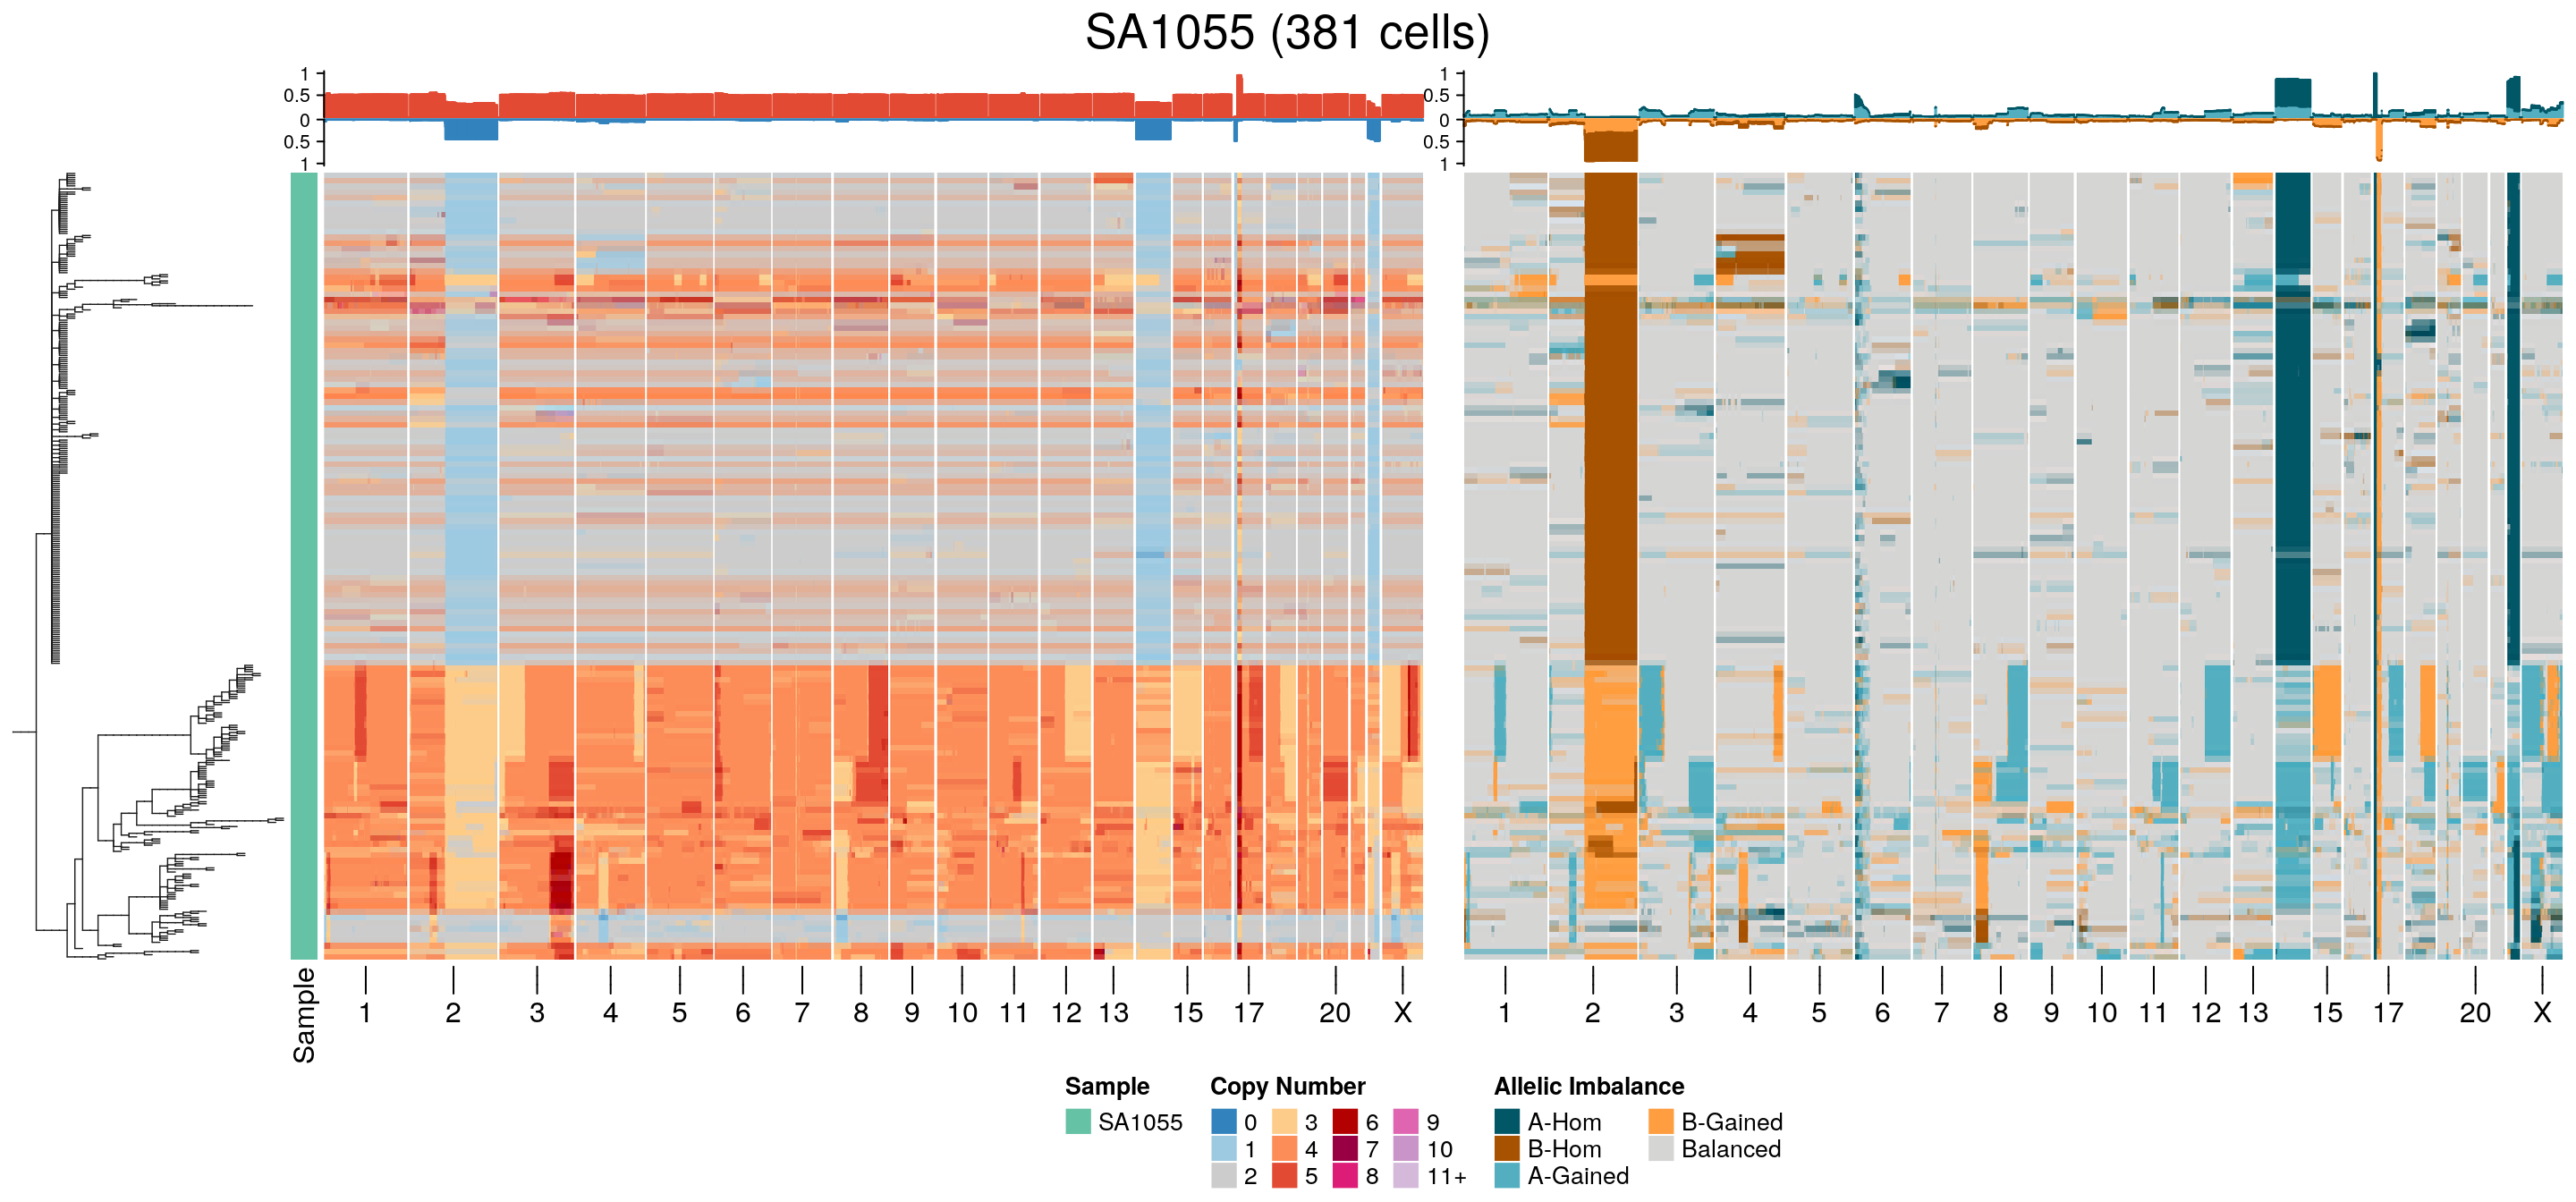 SA1055 (381 cells)
1
0.5
0
0.5
1
1
0.5
0
0.5
1
Sample
1 2 3 4 5 6 7 8 9 10 11 12 13 15 17 20 X
1 2 3 4 5 6 7 8 9 10 11 12 13 15 17 20 X
Sample
SA1055
Copy Number
0 3 6 9
1 4 7 10
2 5 8 11+
Allelic Imbalance
A-Hom B-Gained
B-Hom Balanced
A-Gained